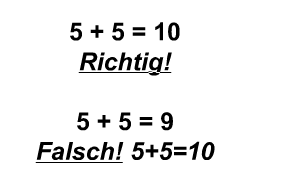 5 + 5 = 10
Richtig!
5 + 5 = 9
Falsch! 5+5=10